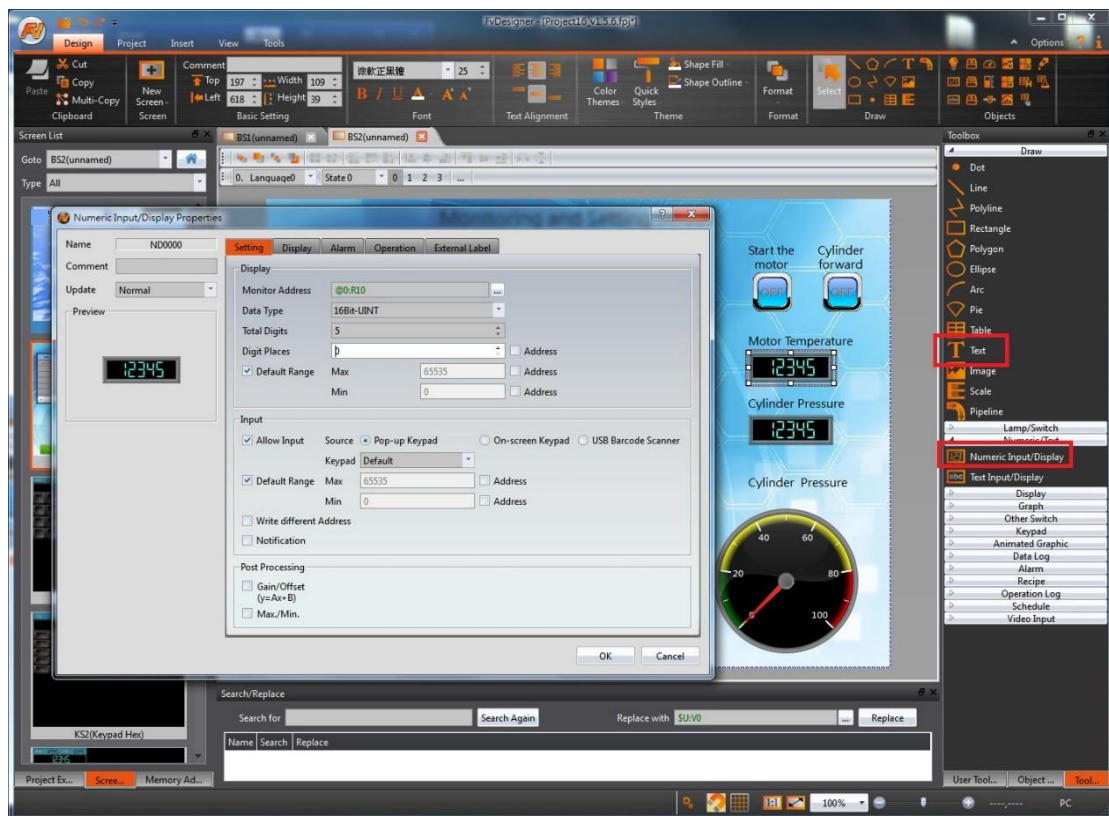 FvDesigner - [Project16_v1.5.6.fpj*]
Design Project Insert View Tools
Options
Paste
Cut
Copy
Multi-Copy
Clipboard
New
Screen
Screen
Comment
Top 197 Width 109
Left 618 Height 39
Basic Setting
微軟正黑體 25
B I U A A A
Font
Text Alignment
Color
Themes
Quick
Styles
Shape Fill
Shape Outline
Theme
Format
Format
Select
Draw
Objects
Screen List
Goto BS2(unnamed)
Type All
BS1(unnamed) BS2(unnamed)
0. Language0 State 0 0 1 2 3 ...
Monitoring and Setting
Numeric Input/Display Properties
Name ND0000
Comment
Update Normal
Preview
12345
Setting Display Alarm Operation External Label
Display
Monitor Address @0:R10 ...
Data Type 16Bit-UINT
Total Digits 5
Digit Places 0 Address
Default Range Max 65535 Address
Min 0 Address
Input
Allow Input Source Pop-up Keypad On-screen Keypad USB Barcode Scanner
Keypad Default
Default Range Max 65535 Address
Min 0 Address
Write different Address
Notification
Post Processing
Gain/Offset
(y=Ax+B)
Max./Min.
OK Cancel
Start the
motor
Cylinder
forward
OFF OFF
Motor Temperature
12345
Cylinder Pressure
12345
Cylinder Pressure
0 20 40 60 80 100
Toolbox
Draw
Dot
Line
Polyline
Rectangle
Polygon
Ellipse
Arc
Pie
Table
Text
Image
Scale
Pipeline
Lamp/Switch
Numeric/Text
Numeric Input/Display
Text Input/Display
Display
Graph
Other Switch
Keypad
Animated Graphic
Data Log
Alarm
Recipe
Operation Log
Schedule
Video Input
KS2(Keypad Hex)
Search/Replace
Search for Search Again Replace with $U:V0 ... Replace
Name Search Replace
Project Ex... Scree... Memory Ad...
User Tool... Object ... Tool...
1:1 100% ----,---- PC